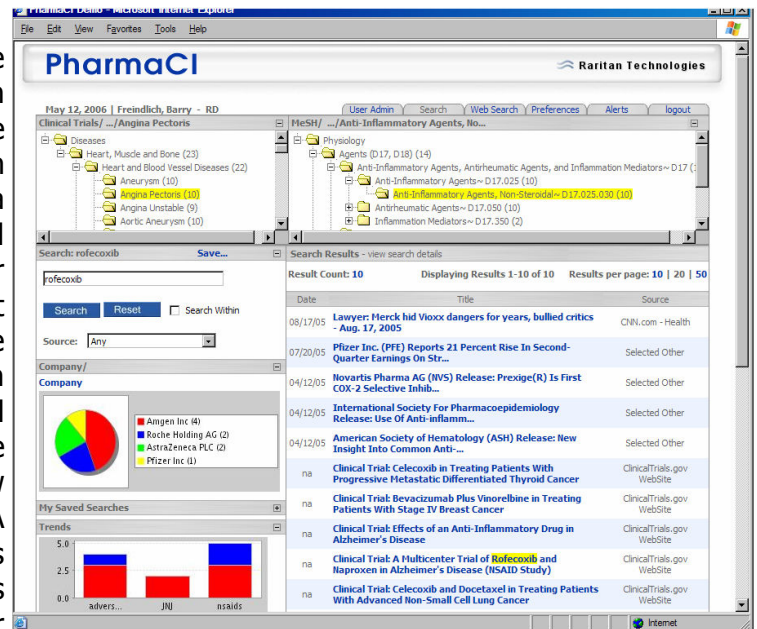 PharmaCI Demo - Microsoft Internet Explorer
File Edit View Favorites Tools Help
PharmaCI
Raritan Technologies
May 12, 2006 | Freindlich, Barry - RD
User Admin Search Web Search Preferences Alerts logout
Clinical Trials/ .../Angina Pectoris
Diseases
Heart, Muscle and Bone (23)
Heart and Blood Vessel Diseases (22)
Aneurysm (10)
Angina Pectoris (10)
Angina Unstable (9)
Aortic Aneurysm (10)
MeSH/ .../Anti-Inflammatory Agents, No...
Physiology
Agents (D17, D18) (14)
Anti-Inflammatory Agents, Antirheumatic Agents, and Inflammation Mediators~ D17 (
Anti-Inflammatory Agents~ D17.025 (10)
Anti-Inflammatory Agents, Non-Steroidal~ D17.025.030 (10)
Antirheumatic Agents~ D17.050 (10)
Inflammation Mediators~ D17.350 (2)
Search: rofecoxib Save...
rofecoxib
Search Reset Search Within
Source: Any
Company/
Company
Amgen Inc (4)
Roche Holding AG (2)
AstraZeneca PLC (2)
Pfizer Inc (1)
My Saved Searches
Trends
5.0
2.5
0.0
advers... JNJ nsaids
Search Results - view search details
Result Count: 10 Displaying Results 1-10 of 10 Results per page: 10 | 20 | 50
Date Title Source
08/17/05 Lawyer: Merck hid Vioxx dangers for years, bullied critics CNN.com - Health
- Aug. 17, 2005
07/20/05 Pfizer Inc. (PFE) Reports 21 Percent Rise In Second- Selected Other
Quarter Earnings On Str...
04/12/05 Novartis Pharma AG (NVS) Release: Prexige(R) Is First Selected Other
COX-2 Selective Inhib...
04/12/05 International Society For Pharmacoepidemiology Selected Other
Release: Use Of Anti-inflamm...
04/12/05 American Society of Hematology (ASH) Release: New Selected Other
Insight Into Common Anti-...
na Clinical Trial: Celecoxib in Treating Patients With ClinicalTrials.gov
Progressive Metastatic Differentiated Thyroid Cancer WebSite
na Clinical Trial: Bevacizumab Plus Vinorelbine in Treating ClinicalTrials.gov
Patients With Stage IV Breast Cancer WebSite
na Clinical Trial: Effects of an Anti-Inflammatory Drug in ClinicalTrials.gov
Alzheimer's Disease WebSite
na Clinical Trial: A Multicenter Trial of Rofecoxib and ClinicalTrials.gov
Naproxen in Alzheimer's Disease (NSAID Study) WebSite
na Clinical Trial: Celecoxib and Docetaxel in Treating Patients ClinicalTrials.gov
With Advanced Non-Small Cell Lung Cancer WebSite
Internet